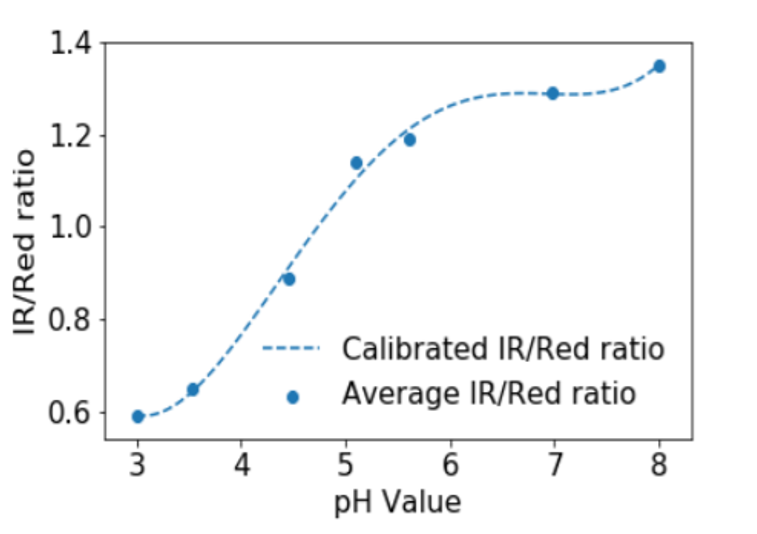 1.4
1.2
1.0
0.8
0.6
IR/Red ratio
Calibrated IR/Red ratio
Average IR/Red ratio
3 4 5 6 7 8
pH Value